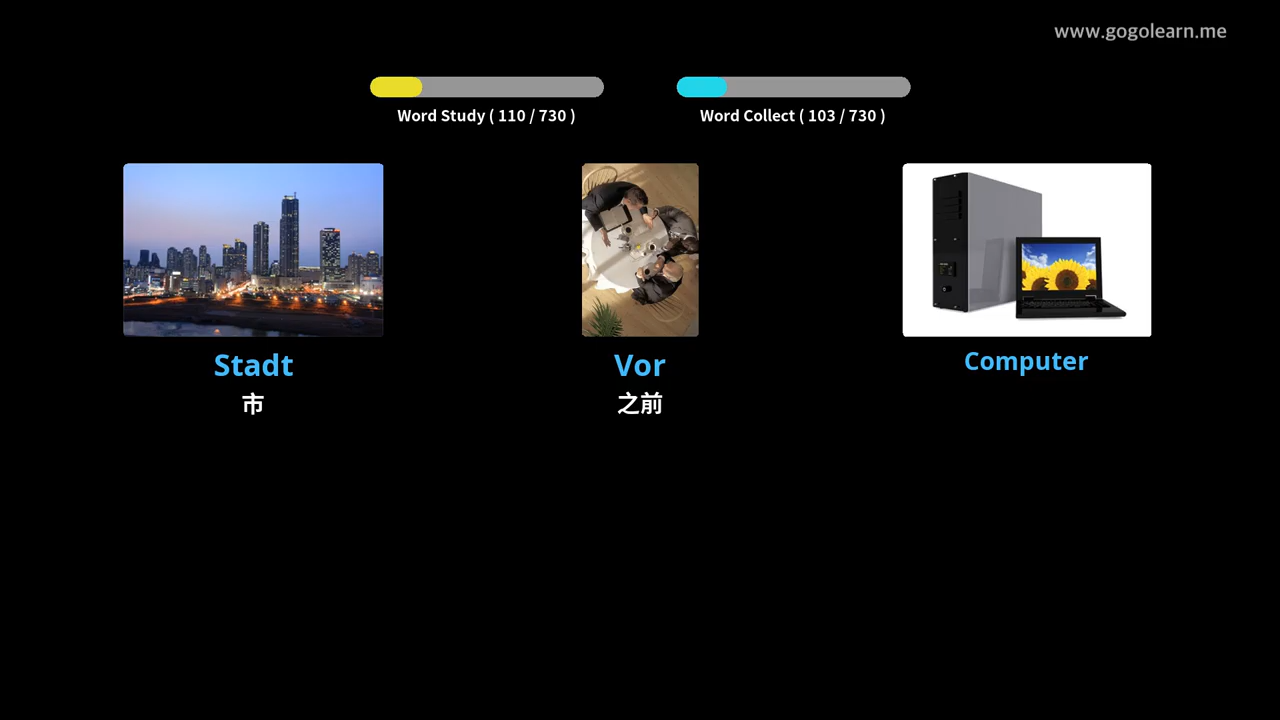 www.gogolearn.me
Word Study ( 110 / 730 )
Word Collect ( 103 / 730 )
Stadt
Vor
Computer
市
之前